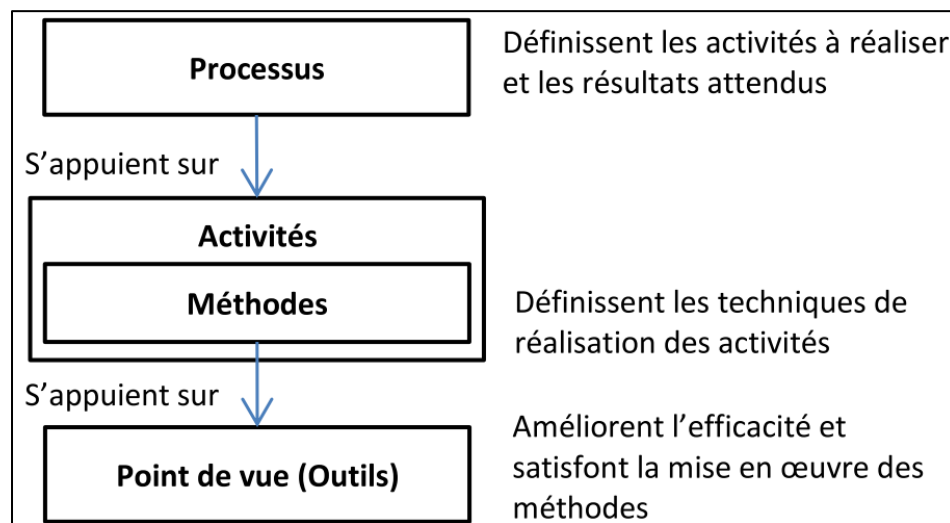 Processus
Définissent les activités à réaliser
et les résultats attendus
S’appuient sur
Activités
Méthodes
Définissent les techniques de
réalisation des activités
S’appuient sur
Point de vue (Outils)
Améliorent l’efficacité et
satisfont la mise en œuvre des
méthodes